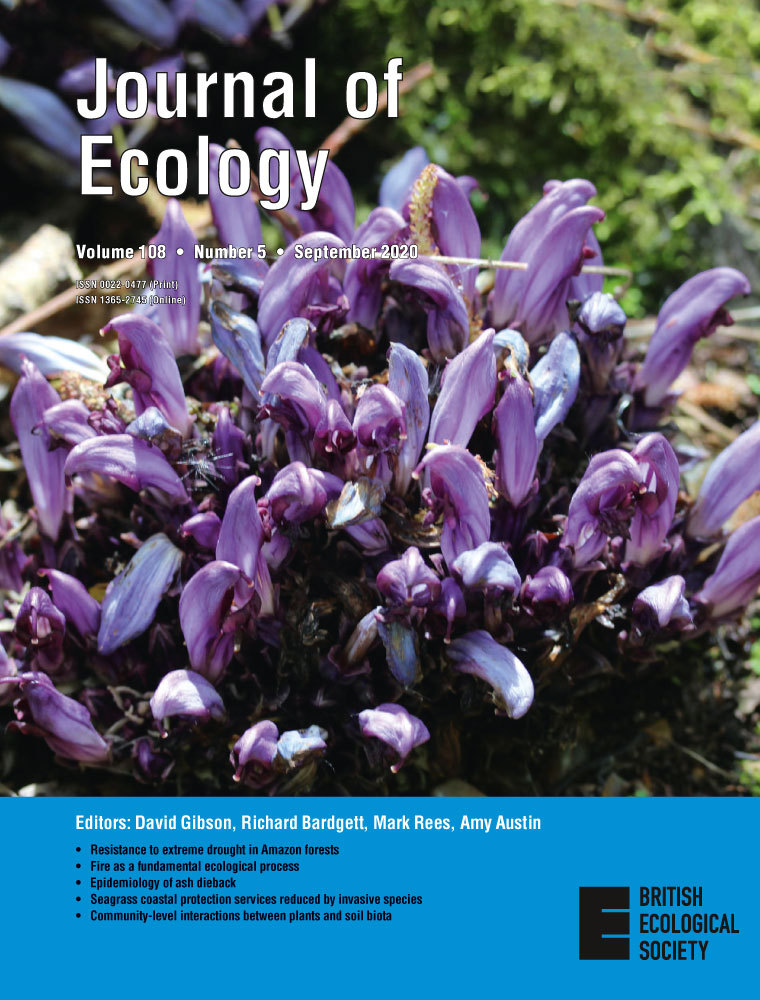 Journal of
Ecology
Volume 108 • Number 5 • September 2020
ISSN 0022-0477 (Print)
ISSN 1365-2745 (Online)
Editors: David Gibson, Richard Bardgett, Mark Rees, Amy Austin
• Resistance to extreme drought in Amazon forests
• Fire as a fundamental ecological process
• Epidemiology of ash dieback
• Seagrass coastal protection services reduced by invasive species
• Community-level interactions between plants and soil biota
BRITISH
ECOLOGICAL
SOCIETY